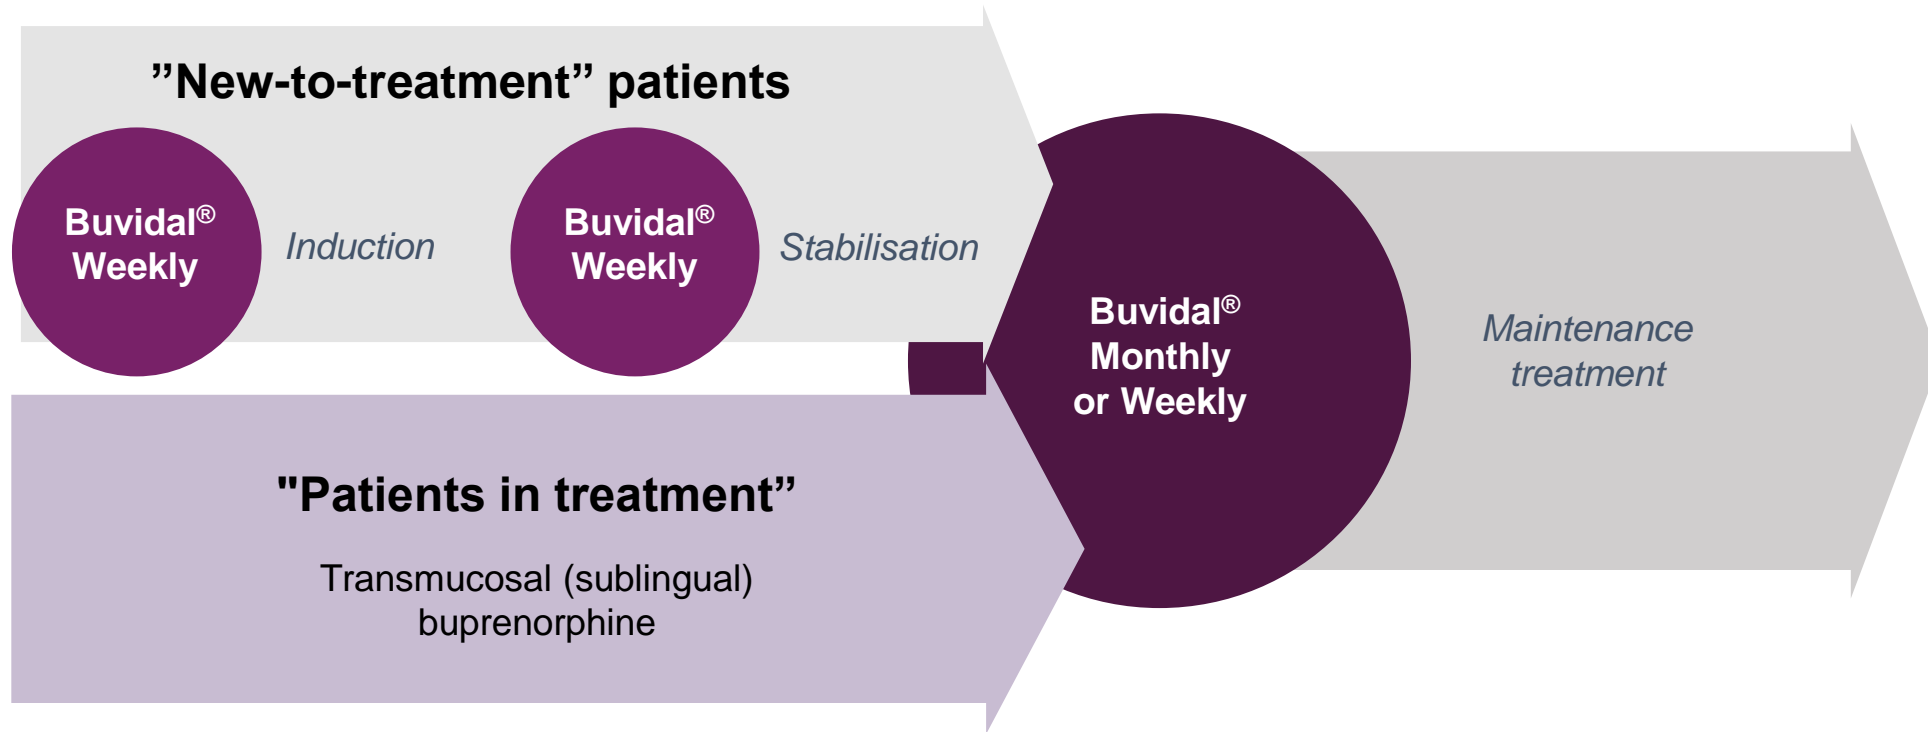 ”New-to-treatment” patients
Buvidal®
Weekly
Induction
Buvidal®
Weekly
Stabilisation
Buvidal®
Monthly
or Weekly
Maintenance
treatment
"Patients in treatment”
Transmucosal (sublingual)
buprenorphine